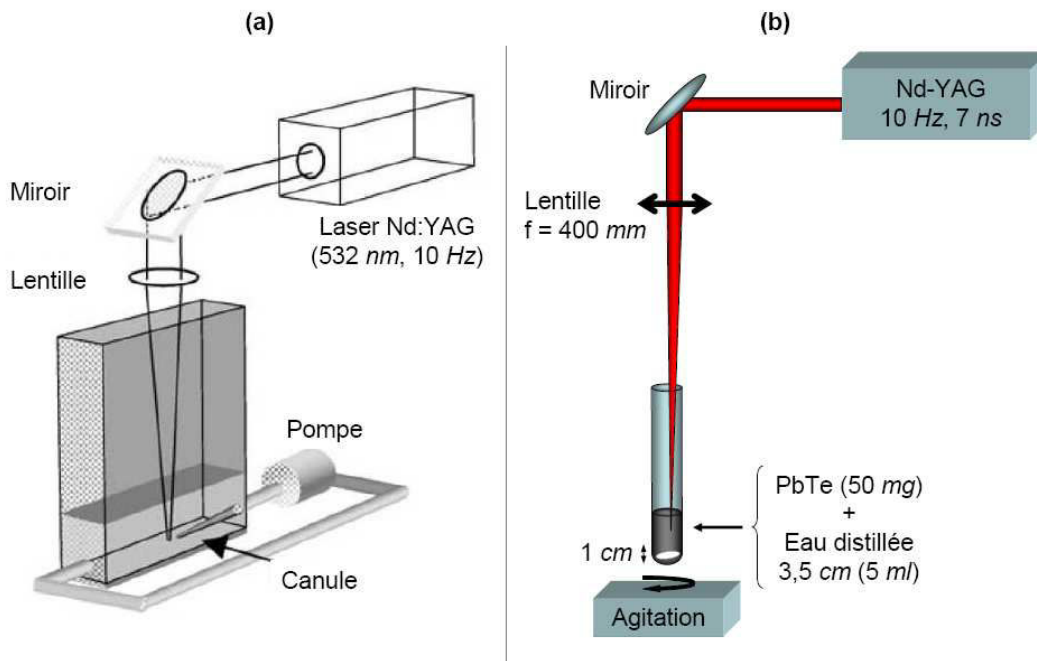 (a)
Miroir
Laser Nd:YAG
(532 nm, 10 Hz)
Lentille
Pompe
Canule
(b)
Miroir
Nd-YAG
10 Hz, 7 ns
Lentille
f = 400 mm
PbTe (50 mg)
+
Eau distillée
3,5 cm (5 ml)
1 cm
Agitation